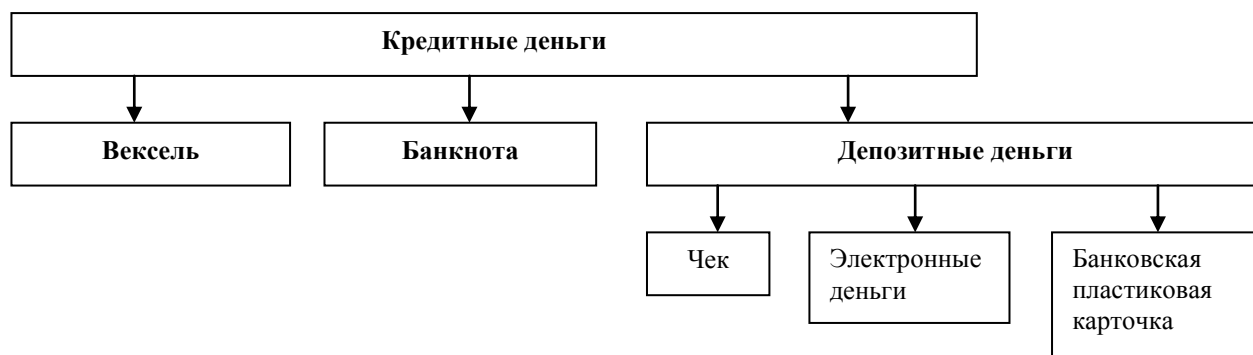 Кредитные деньги
Вексель
Банкнота
Депозитные деньги
Чек
Электронные
деньги
Банковская
пластиковая
карточка